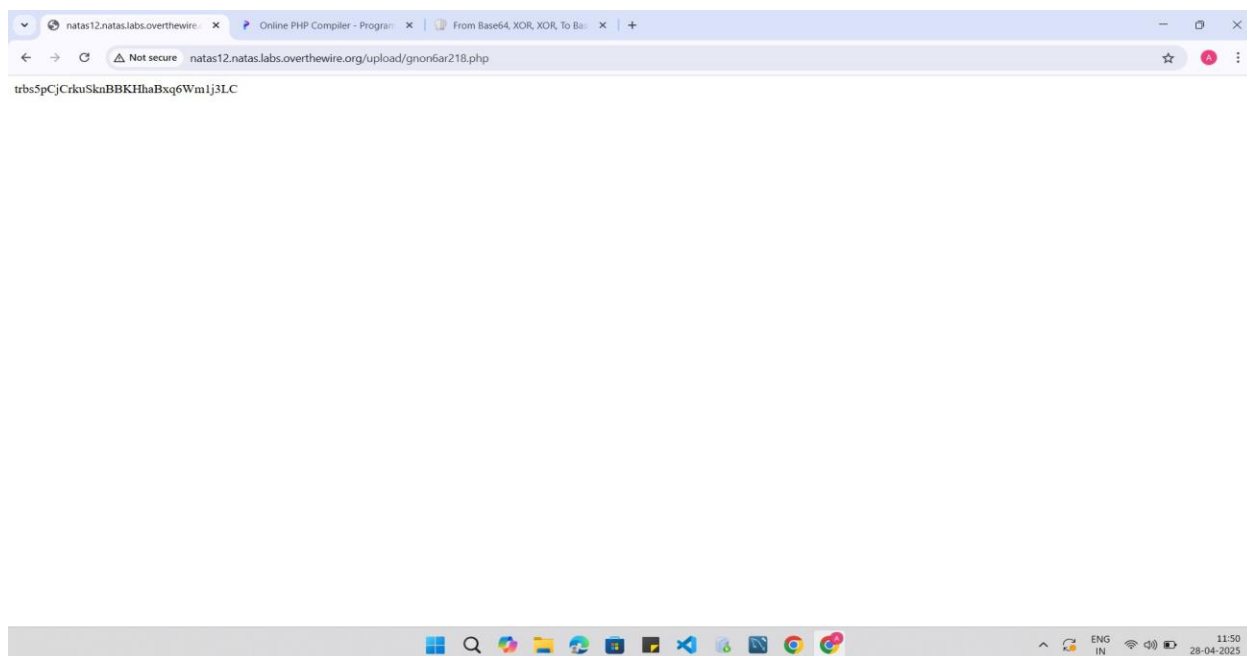 natas12.natas.labs.overthewire.
Online PHP Compiler - Program
From Base64, XOR, XOR, To Bas
Not secure
natas12.natas.labs.overthewire.org/upload/gnon6ar218.php
A
trbs5pCjCrkuSknBBKHhaBxq6Wm1j3LC
ENG
IN
11:50
28-04-2025